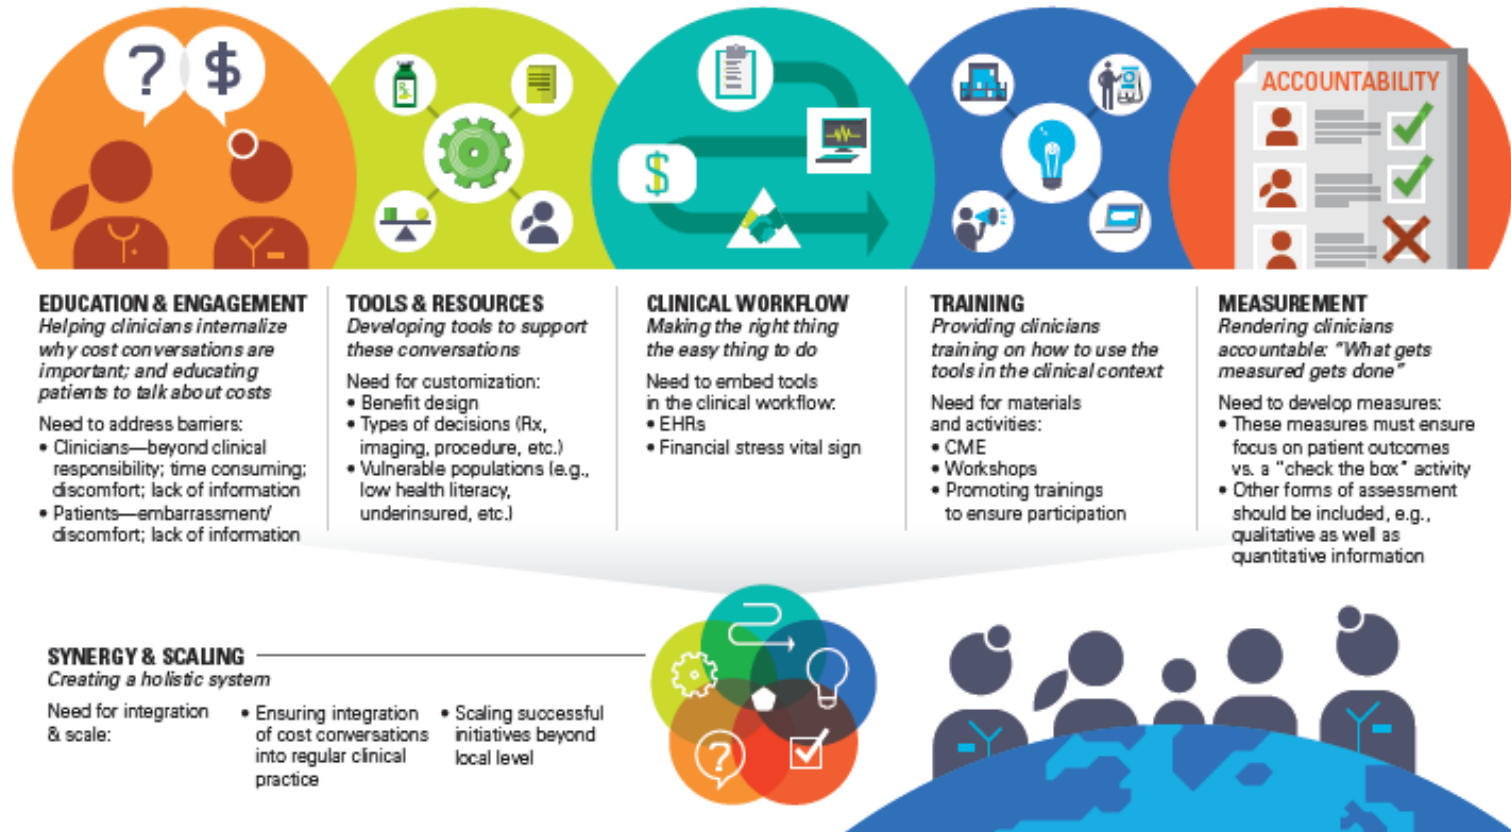 ? $
ACCOUNTABILITY
$
EDUCATION & ENGAGEMENT
Helping clinicians internalize
why cost conversations are
important; and educating
patients to talk about costs
Need to address barriers:
• Clinicians—beyond clinical
responsibility; time consuming;
discomfort; lack of information
• Patients—embarrassment/
discomfort; lack of information
TOOLS & RESOURCES
Developing tools to support
these conversations
Need for customization:
• Benefit design
• Types of decisions (Rx,
imaging, procedure, etc.)
• Vulnerable populations (e.g.,
low health literacy,
underinsured, etc.)
CLINICAL WORKFLOW
Making the right thing
the easy thing to do
Need to embed tools
in the clinical workflow:
• EHRs
• Financial stress vital sign
TRAINING
Providing clinicians
training on how to use the
tools in the clinical context
Need for materials
and activities:
• CME
• Workshops
• Promoting trainings
to ensure participation
MEASUREMENT
Rendering clinicians
accountable: "What gets
measured gets done"
Need to develop measures:
• These measures must ensure
focus on patient outcomes
vs. a "check the box" activity
• Other forms of assessment
should be included, e.g.,
qualitative as well as
quantitative information
SYNERGY & SCALING
Creating a holistic system
Need for integration
& scale:
• Ensuring integration
of cost conversations
into regular clinical
practice
• Scaling successful
initiatives beyond
local level
?